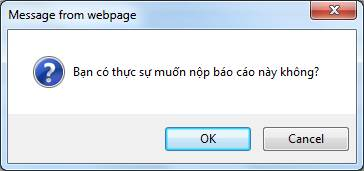 Message from webpage
Bạn có thực sự muốn nộp báo cáo này không?
OK
Cancel